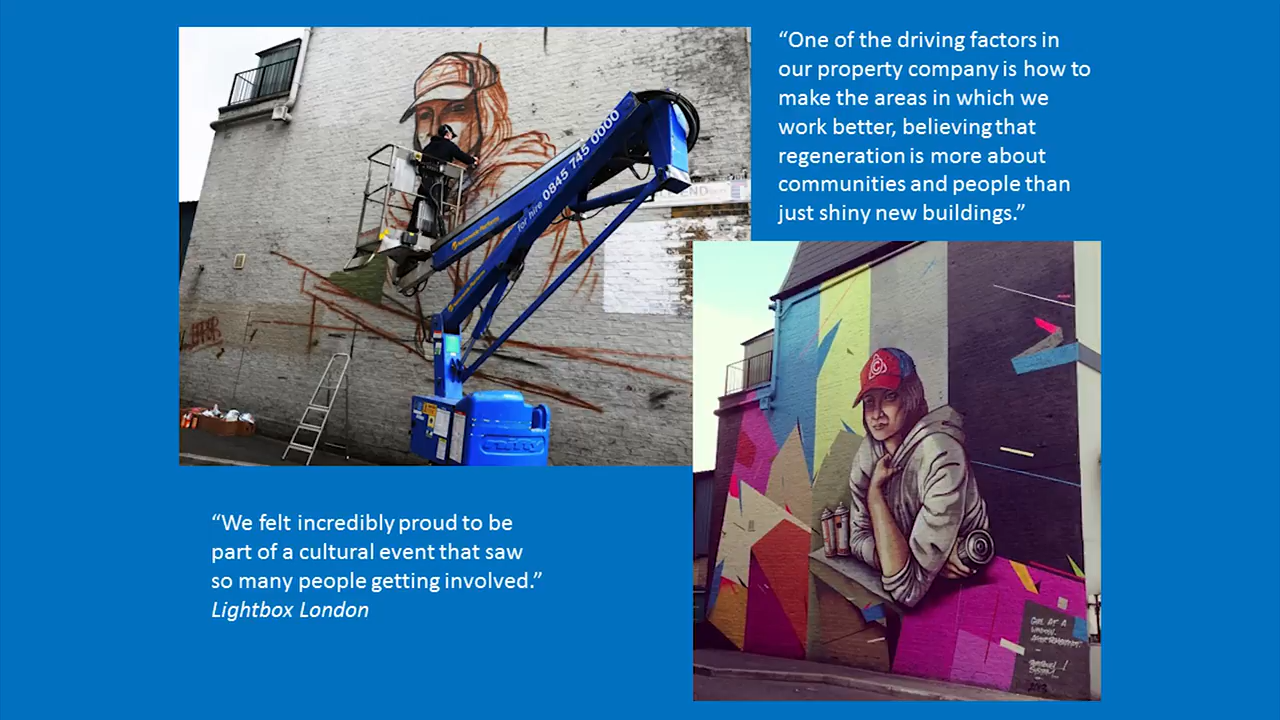 “One of the driving factors in
our property company is how to
make the areas in which we
work better, believing that
regeneration is more about
communities and people than
just shiny new buildings.”
for hire 0845 745 0000
“We felt incredibly proud to be
part of a cultural event that saw
so many people getting involved.”
Lightbox London